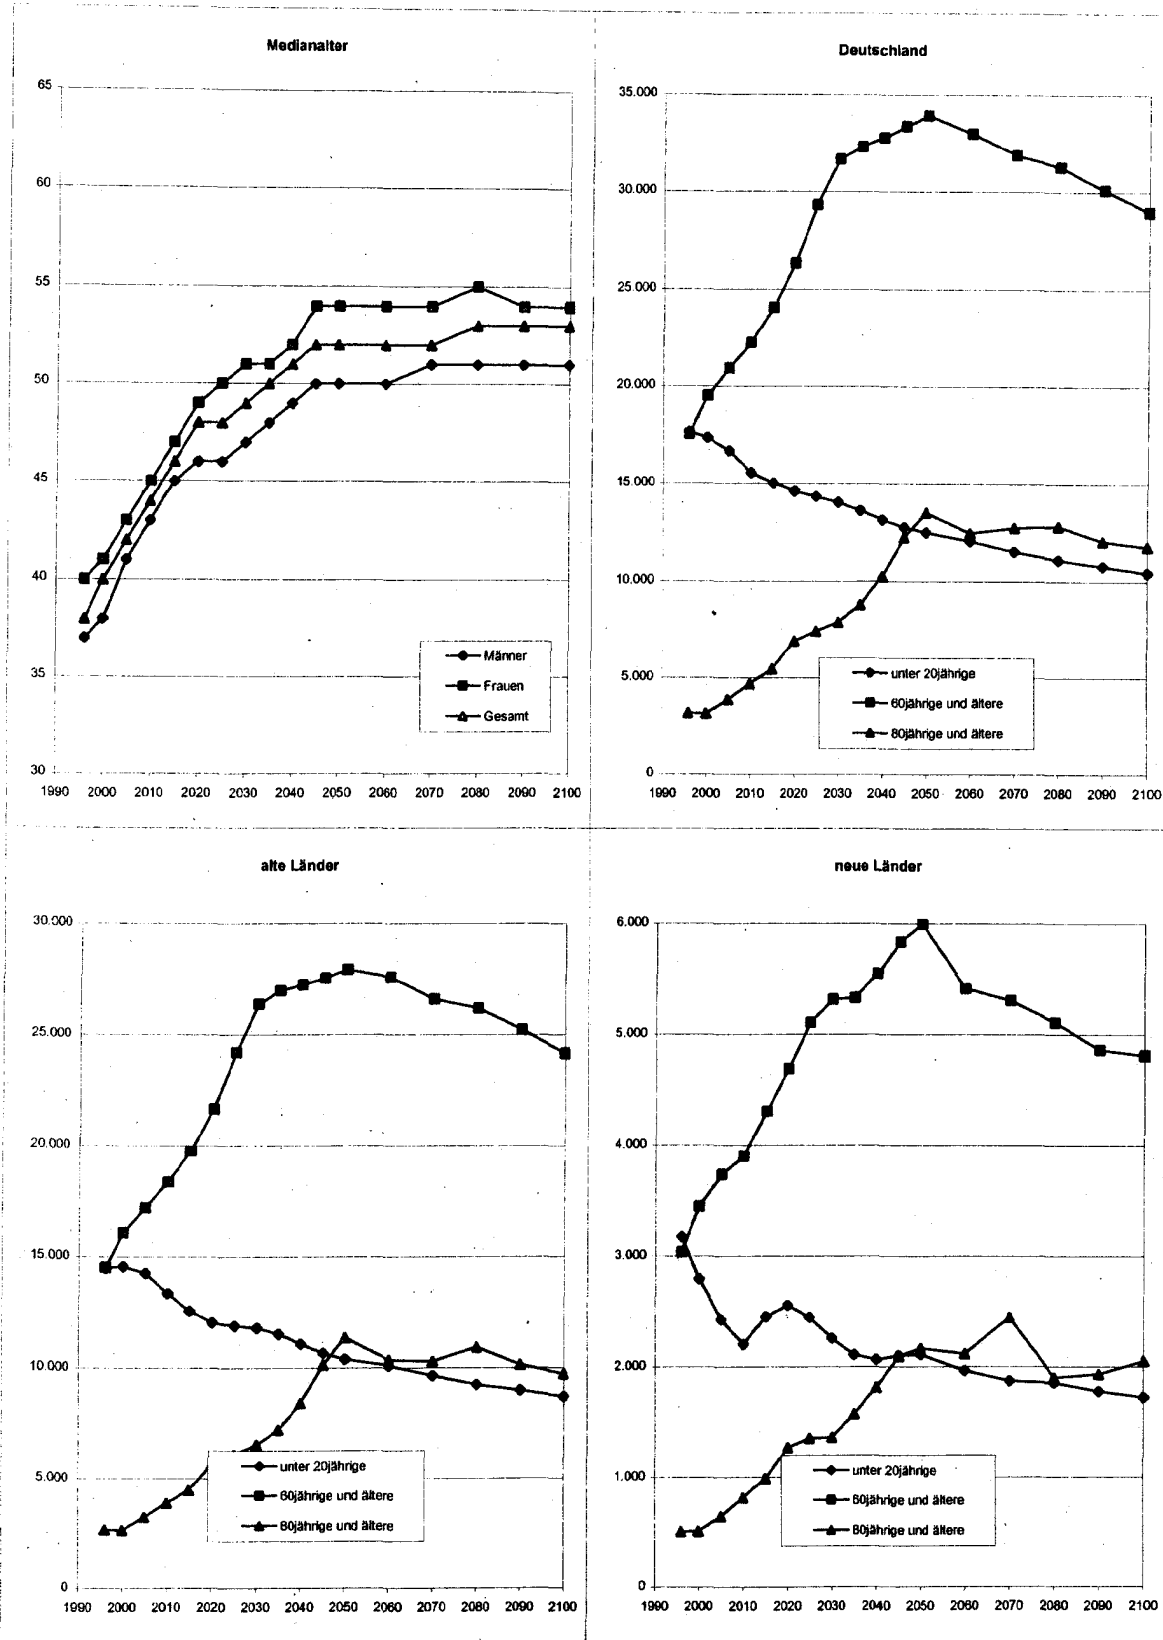 Medianalter
65
60
55
50
45
40
35
30
1990 2000 2010 2020 2030 2040 2050 2060 2070 2080 2090 2100
Männer
Frauen
Gesamt
Deutschland
35.000
30.000
25.000
20.000
15.000
10.000
5.000
0
1990 2000 2010 2020 2030 2040 2050 2060 2070 2080 2090 2100
unter 20jährige
60jährige und ältere
80jährige und ältere
alte Länder
30.000
25.000
20.000
15.000
10.000
5.000
0
1990 2000 2010 2020 2030 2040 2050 2060 2070 2080 2090 2100
unter 20jährige
60jährige und ältere
80jährige und ältere
neue Länder
6.000
5.000
4.000
3.000
2.000
1.000
0
1990 2000 2010 2020 2030 2040 2050 2060 2070 2080 2090 2100
unter 20jährige
60jährige und ältere
80jährige und ältere